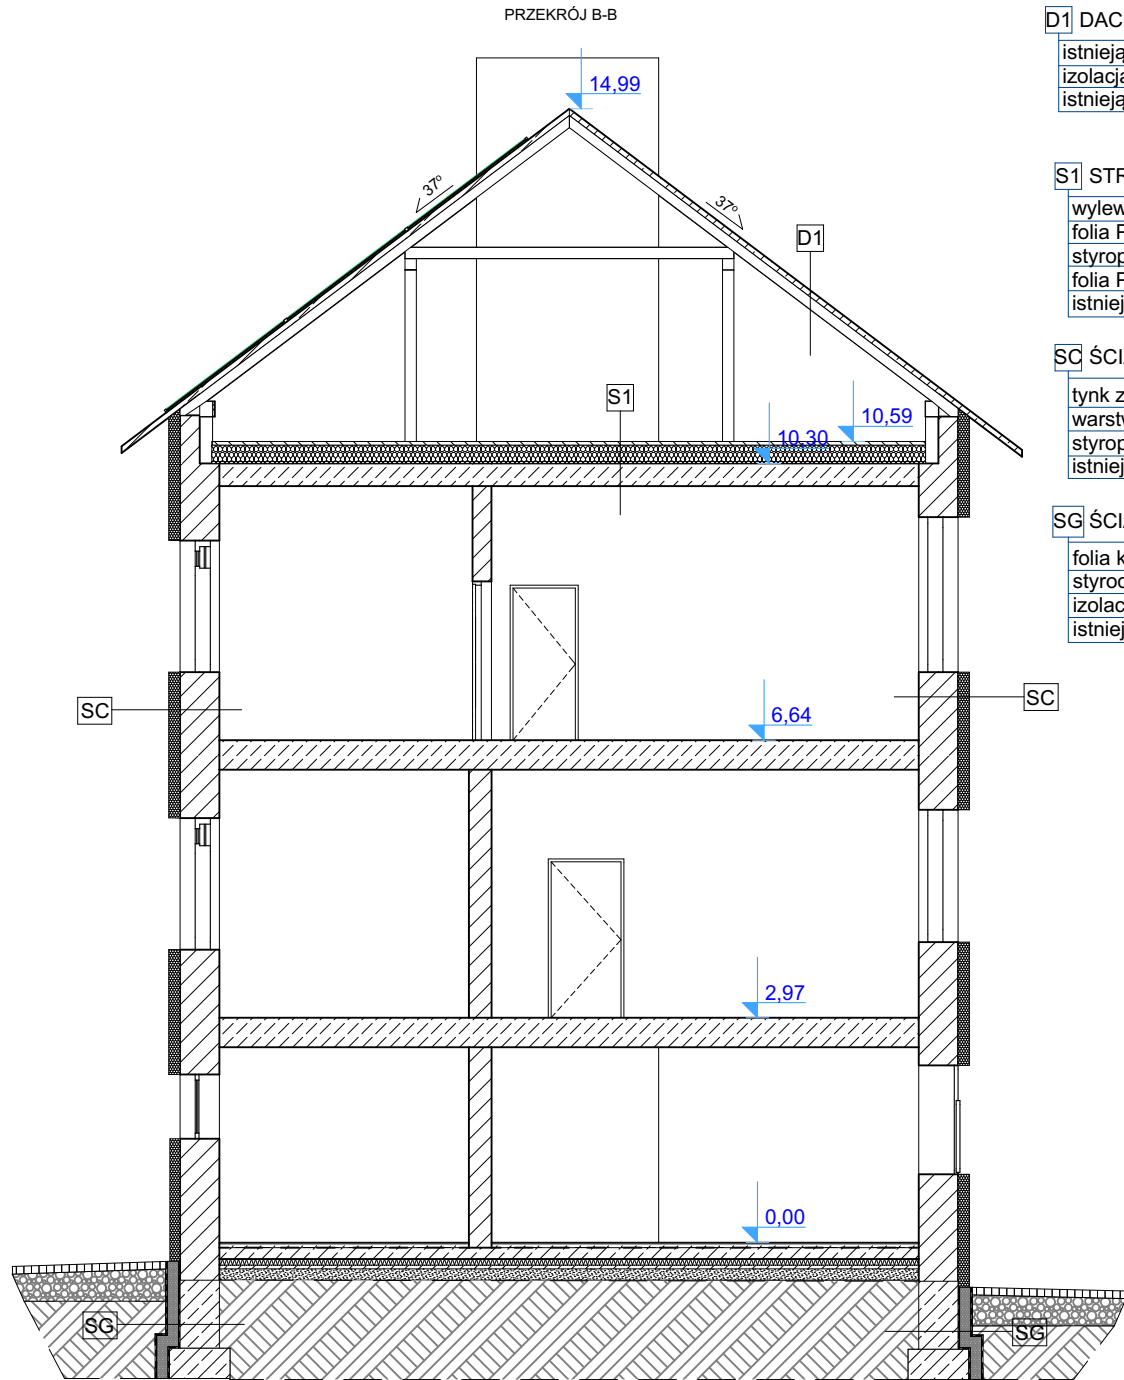 PRZEKRÓJ B-B
D1 DAC
istnieją
izolacja
istnieją
14,99
37º
37º
D1
S1 STR
wylew
folia P
styrop
folia P
istniej
SC ŚCI
tynk z
warstw
styrop
istniej
S1
10,59
10,30
SG ŚCI
folia k
styrod
izolac
istniej
SC
SC
6,64
2,97
0,00
SG
SG